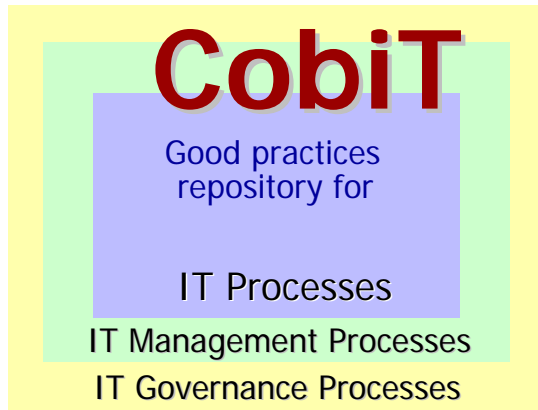 CobiT
Good practices
repository for
IT Processes
IT Management Processes
IT Governance Processes